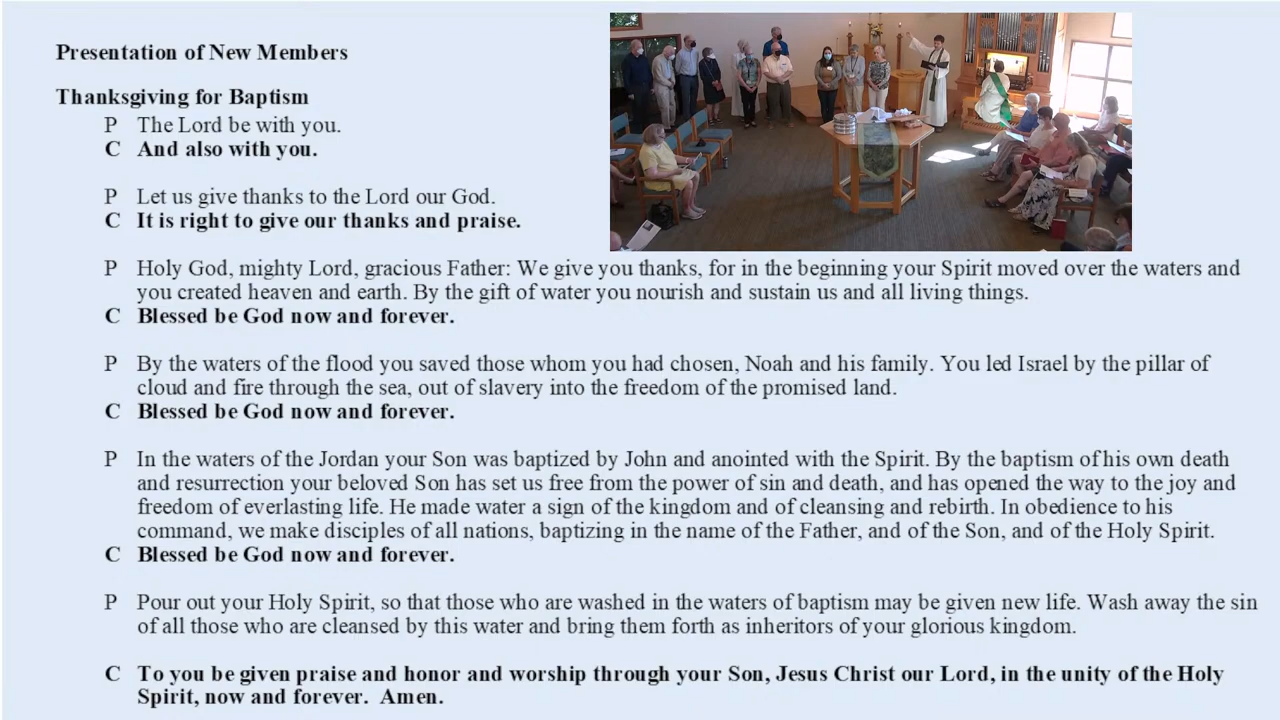 Presentation of New Members
Thanksgiving for Baptism
P The Lord be with you.
C And also with you.
P Let us give thanks to the Lord our God.
C It is right to give our thanks and praise.
P Holy God, mighty Lord, gracious Father: We give you thanks, for in the beginning your Spirit moved over the waters and
you created heaven and earth. By the gift of water you nourish and sustain us and all living things.
C Blessed be God now and forever.
P By the waters of the flood you saved those whom you had chosen, Noah and his family. You led Israel by the pillar of
cloud and fire through the sea, out of slavery into the freedom of the promised land.
C Blessed be God now and forever.
P In the waters of the Jordan your Son was baptized by John and anointed with the Spirit. By the baptism of his own death
and resurrection your beloved Son has set us free from the power of sin and death, and has opened the way to the joy and
freedom of everlasting life. He made water a sign of the kingdom and of cleansing and rebirth. In obedience to his
command, we make disciples of all nations, baptizing in the name of the Father, and of the Son, and of the Holy Spirit.
C Blessed be God now and forever.
P Pour out your Holy Spirit, so that those who are washed in the waters of baptism may be given new life. Wash away the sin
of all those who are cleansed by this water and bring them forth as inheritors of your glorious kingdom.
C To you be given praise and honor and worship through your Son, Jesus Christ our Lord, in the unity of the Holy
Spirit, now and forever. Amen.